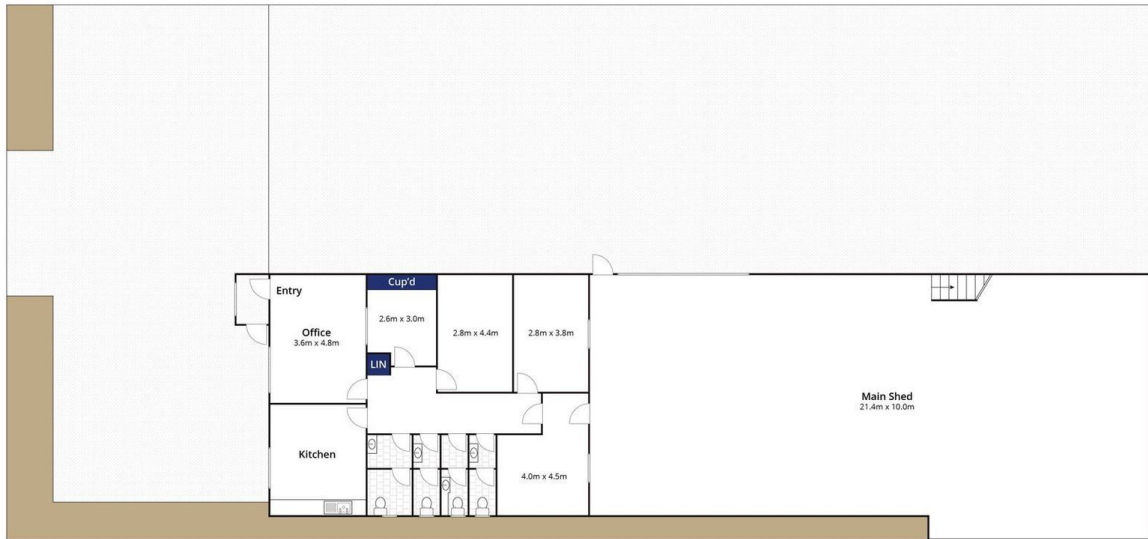 Entry
Office
3.6m x 4.8m
Cup'd
2.6m x 3.0m
LIN
2.8m x 4.4m
2.8m x 3.8m
Main Shed
21.4m x 10.0m
Kitchen
4.0m x 4.5m